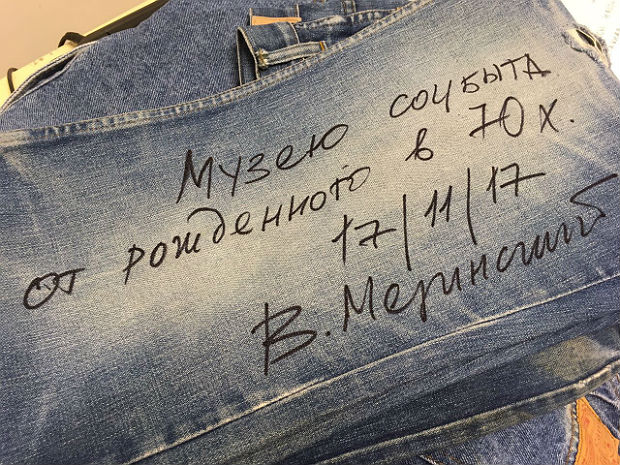 Музею соцбыта
от рожденного в 70х.
17/11/17
В. Меринский